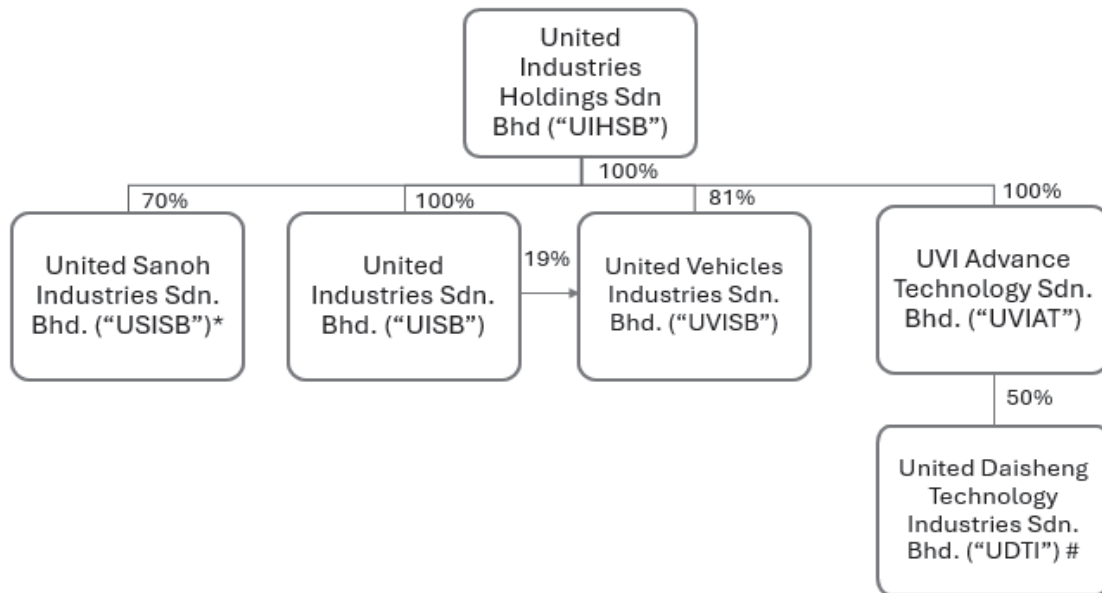 United
Industries
Holdings Sdn
Bhd (“UIHSB”)
100%
70%
100%
81%
100%
United Sanoh
Industries Sdn.
Bhd. (“USISB”)*
United
Industries Sdn.
Bhd. (“UISB”)
19%
United Vehicles
Industries Sdn.
Bhd. (“UVISB”)
UVI Advance
Technology Sdn.
Bhd. (“UVIAT”)
50%
United Daisheng
Technology
Industries Sdn.
Bhd. (“UDTI”) #